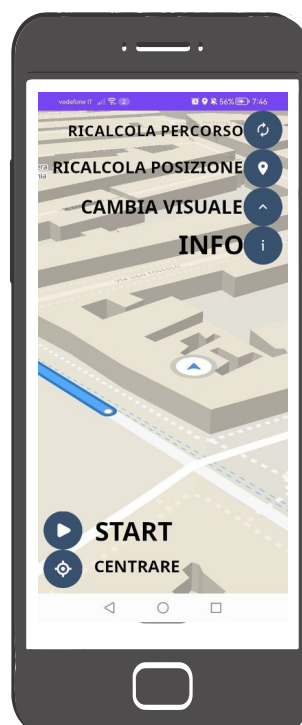 vodafone IT 56% 7:46
RICALCOLA PERCORSO
RICALCOLA POSIZIONE
CAMBIA VISUALE
INFO
START
CENTRARE